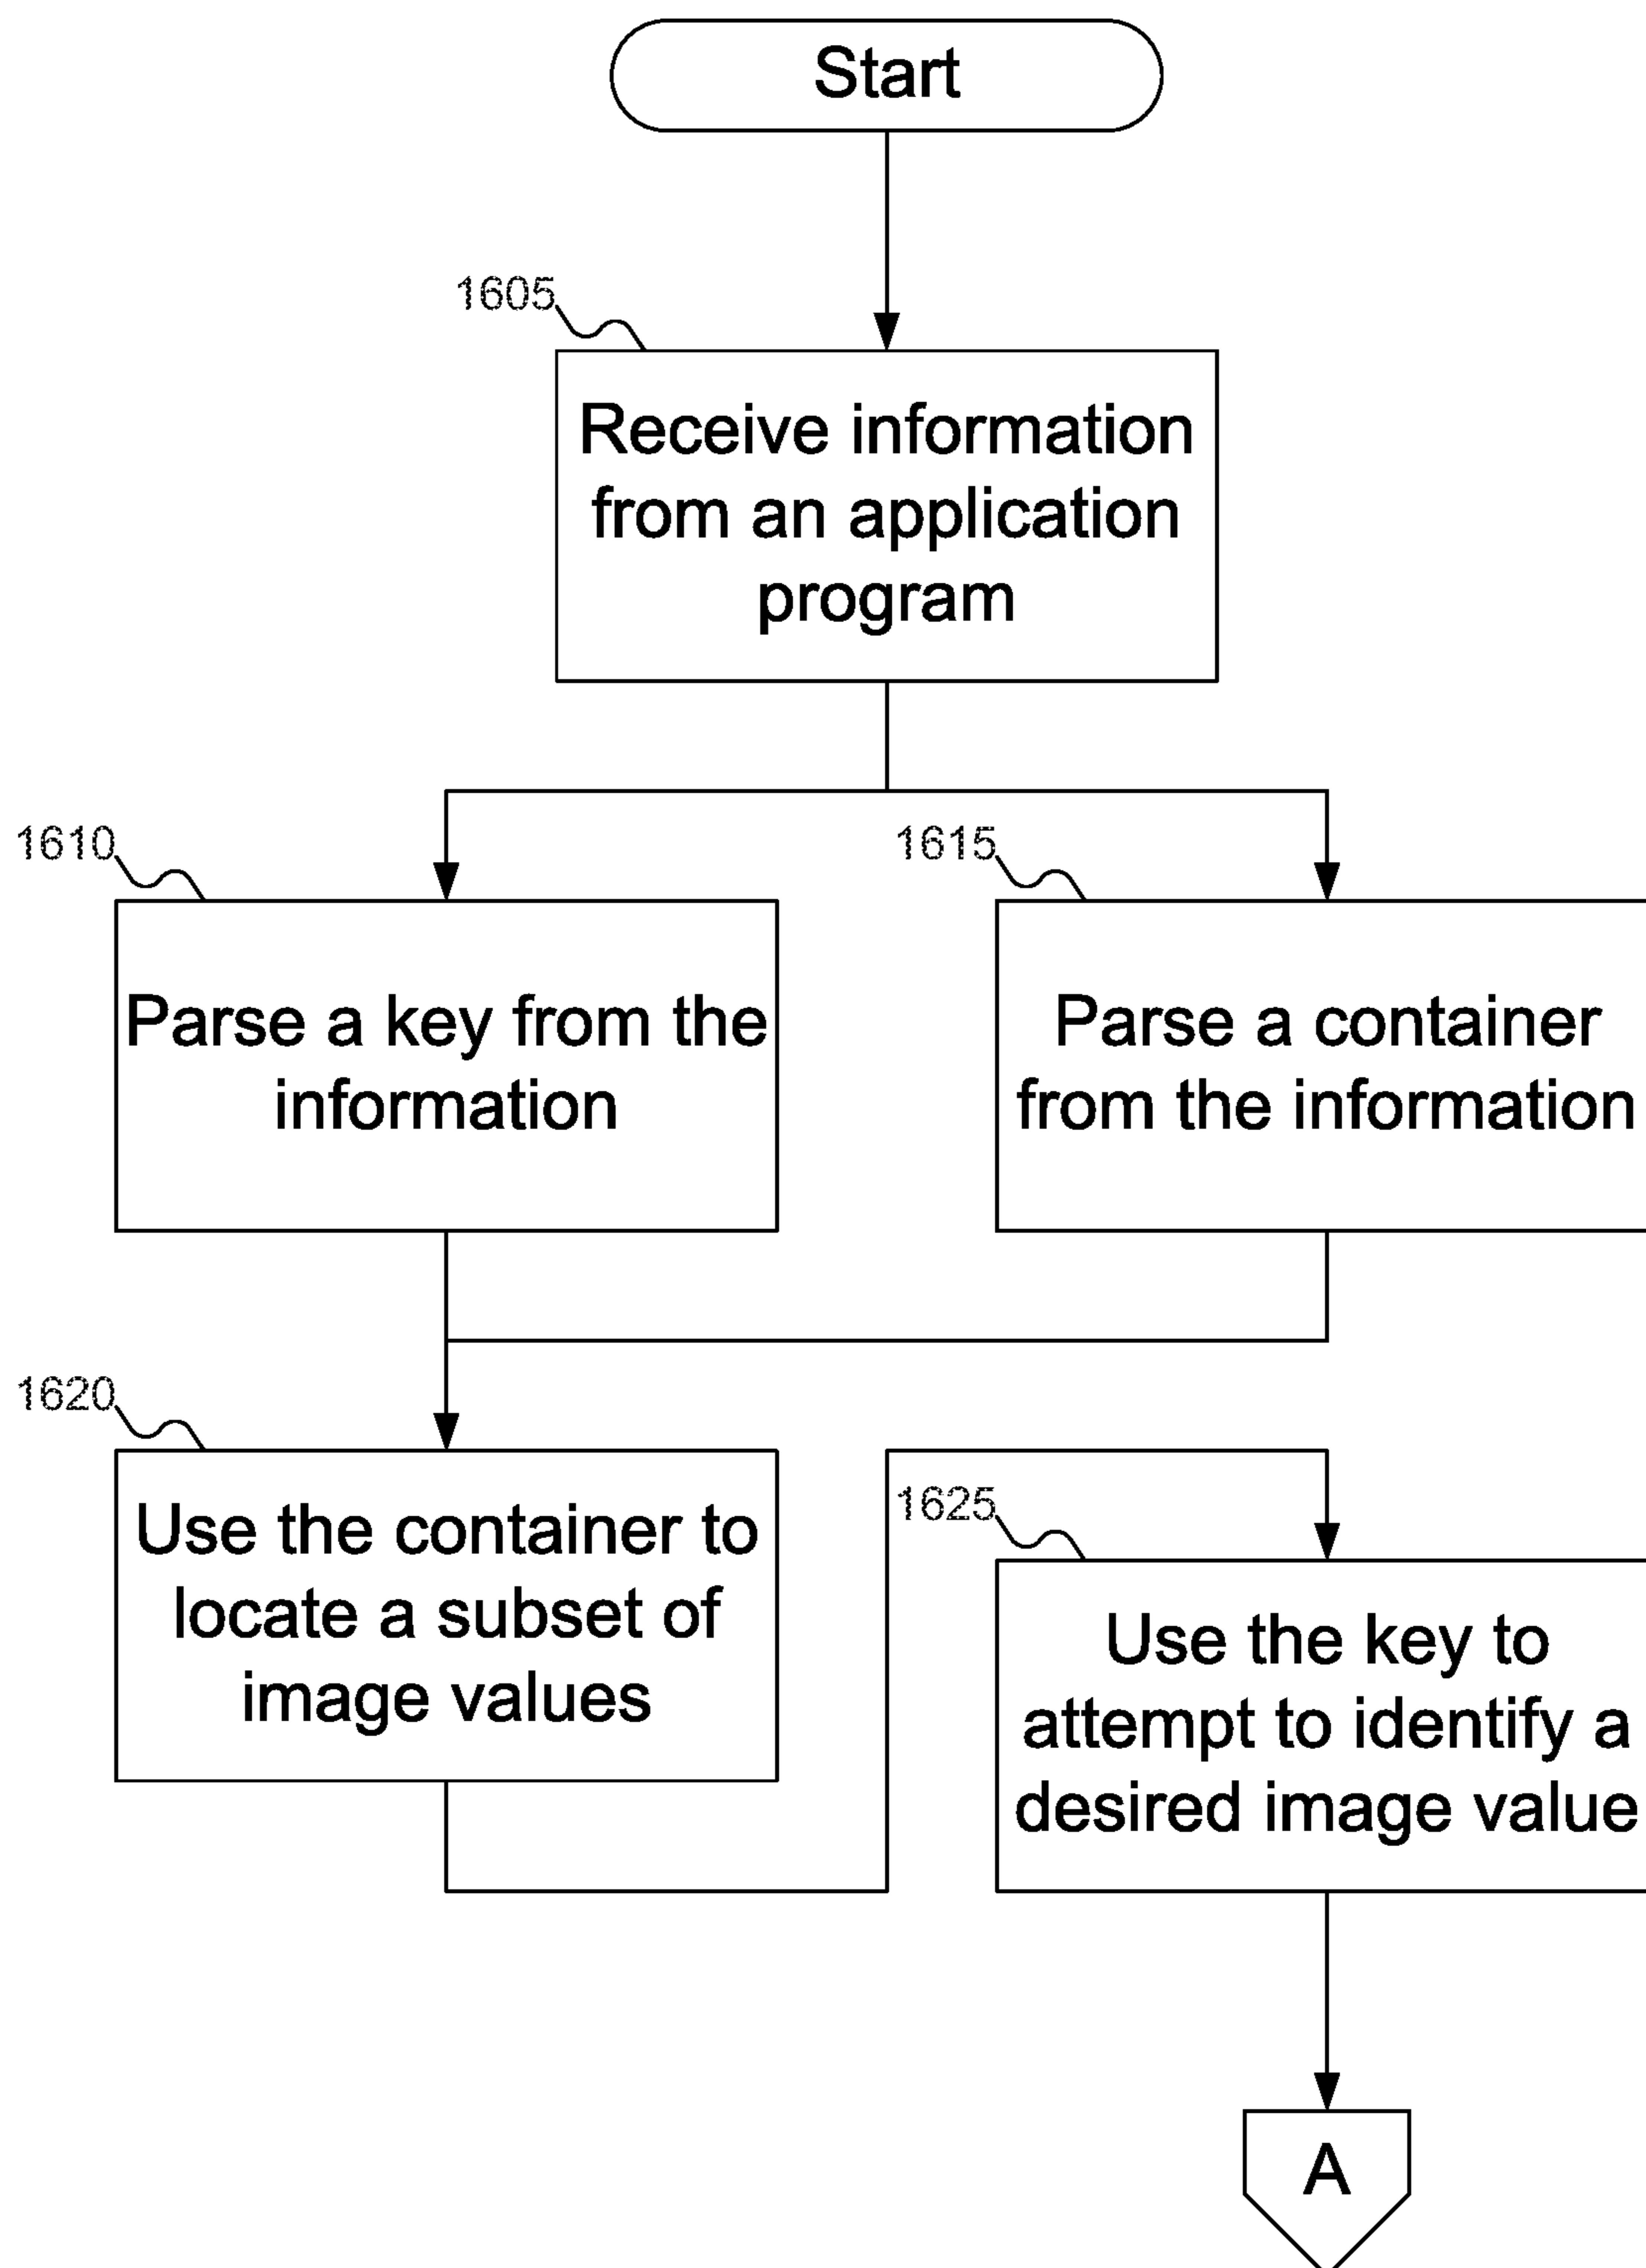 Start
1605
Receive information
from an application
program
1610
Parse a key from the
information
1615
Parse a container
from the information
1620
Use the container to
locate a subset of
image values
1625
Use the key to
attempt to identify a
desired image value
A